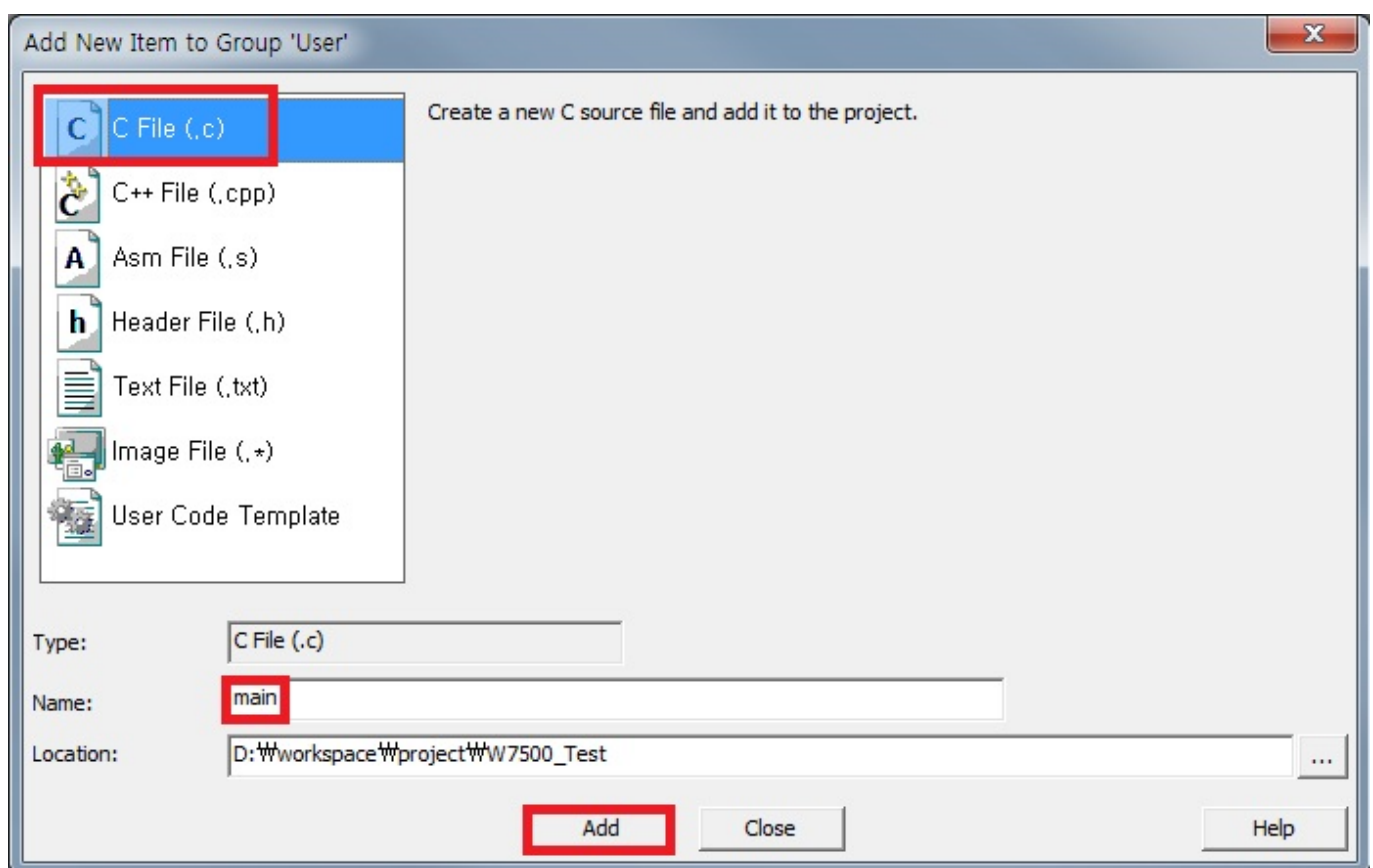 Add New Item to Group 'User'
C File (.c)
Create a new C source file and add it to the project.
C++ File (.cpp)
Asm File (.s)
Header File (.h)
Text File (.txt)
Image File (.*)
User Code Template
Type:
C File (.c)
Name:
main
Location:
D:₩workspace₩project₩W7500_Test
...
Add
Close
Help